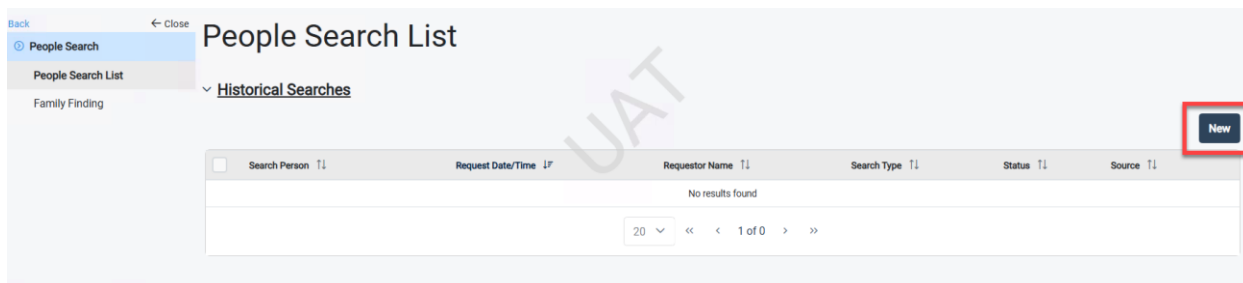 Back
← Close
People Search
People Search List
Family Finding
People Search List
Historical Searches
UAT
New
Search Person Request Date/Time Requestor Name Search Type Status Source
No results found
20 « < 1 of 0 > »